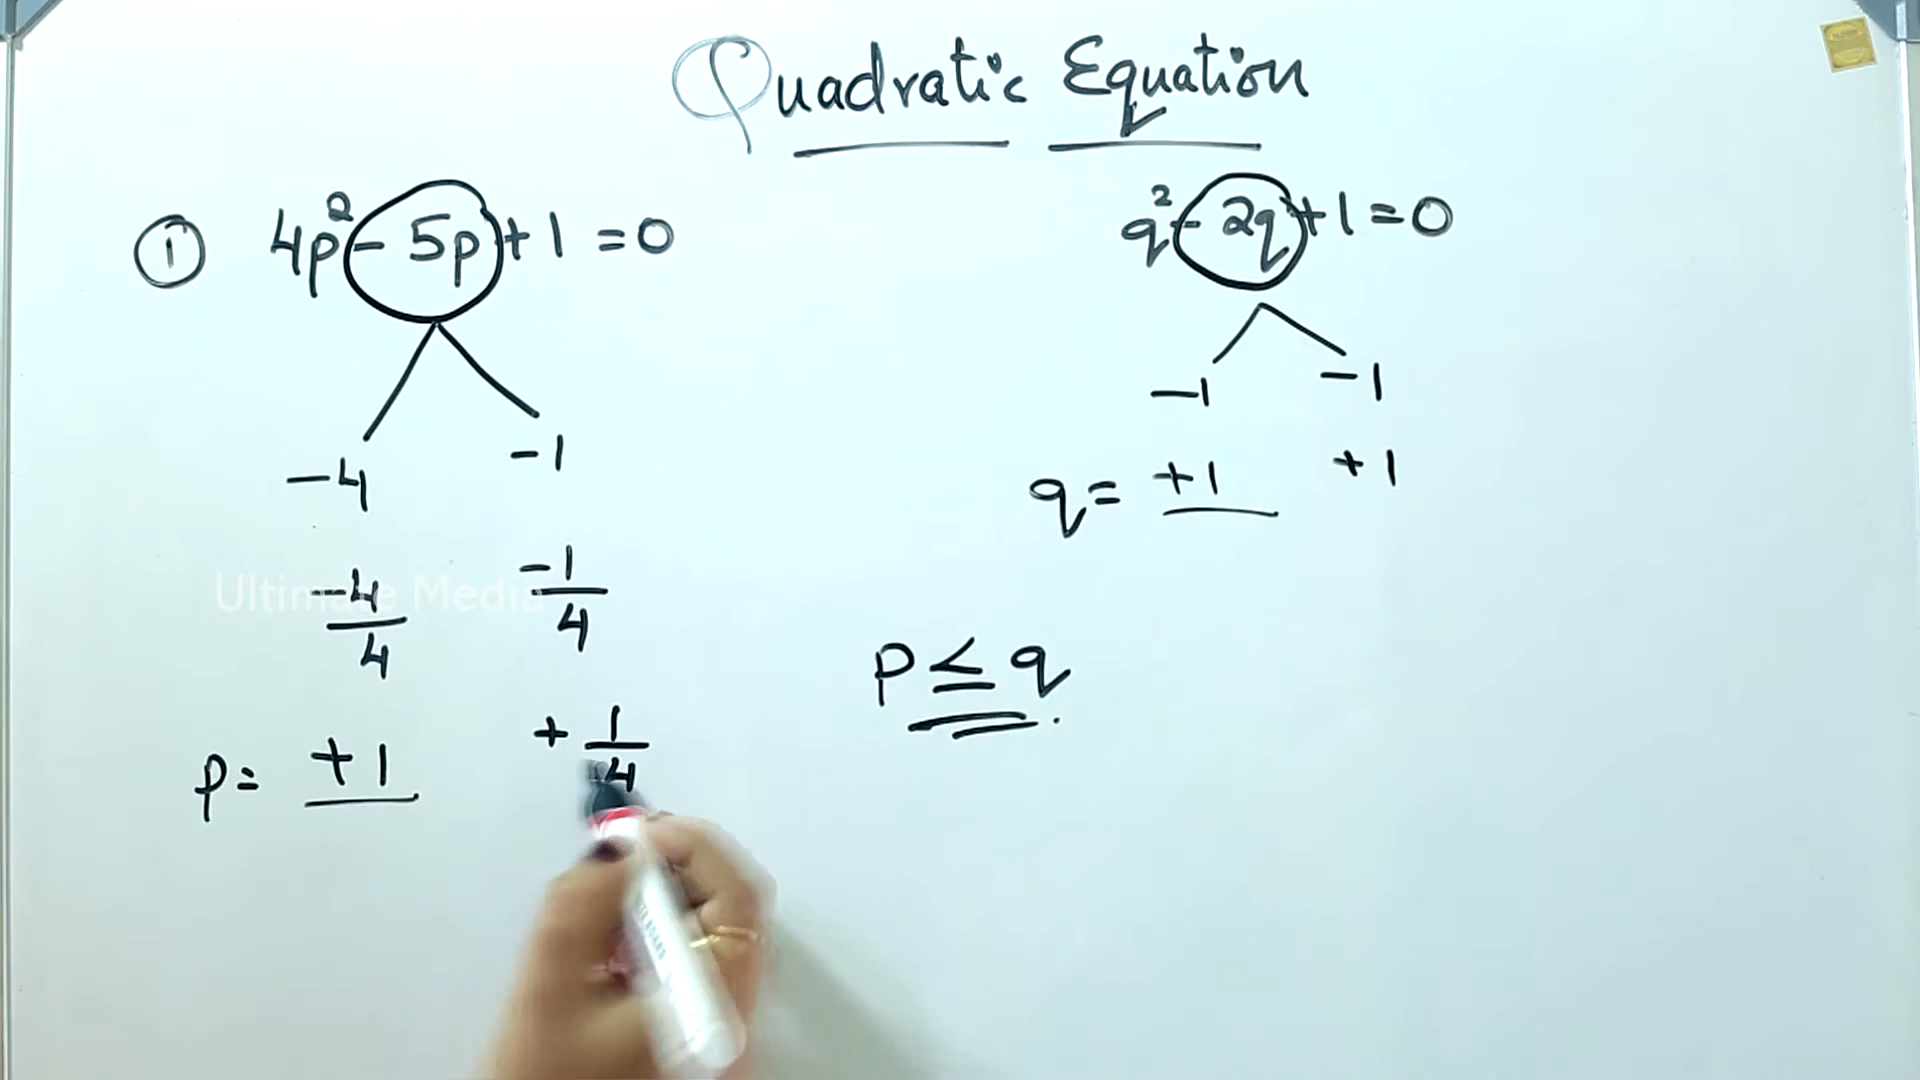 Quadratic Equation
① 4p² - 5p + 1 = 0
-4 -1
-4/4 -1/4
p = +1 + 1/4
q² - 2q + 1 = 0
-1 -1
q = +1 +1
p ≤ q
Ultimate Media